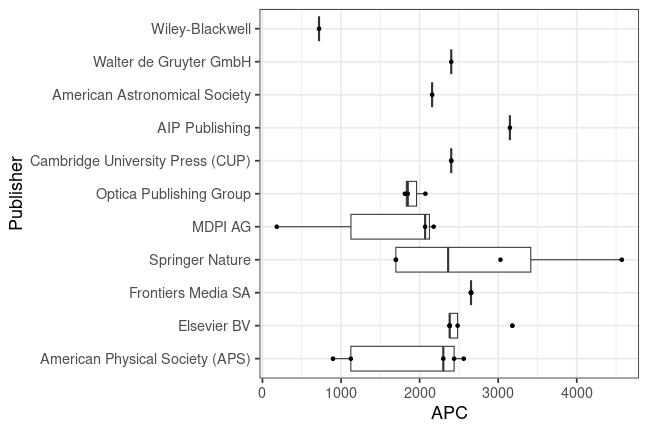 Wiley-Blackwell
Walter de Gruyter GmbH
American Astronomical Society
AIP Publishing
Cambridge University Press (CUP)
Optica Publishing Group
MDPI AG
Springer Nature
Frontiers Media SA
Elsevier BV
American Physical Society (APS)
Publisher
0 1000 2000 3000 4000
APC